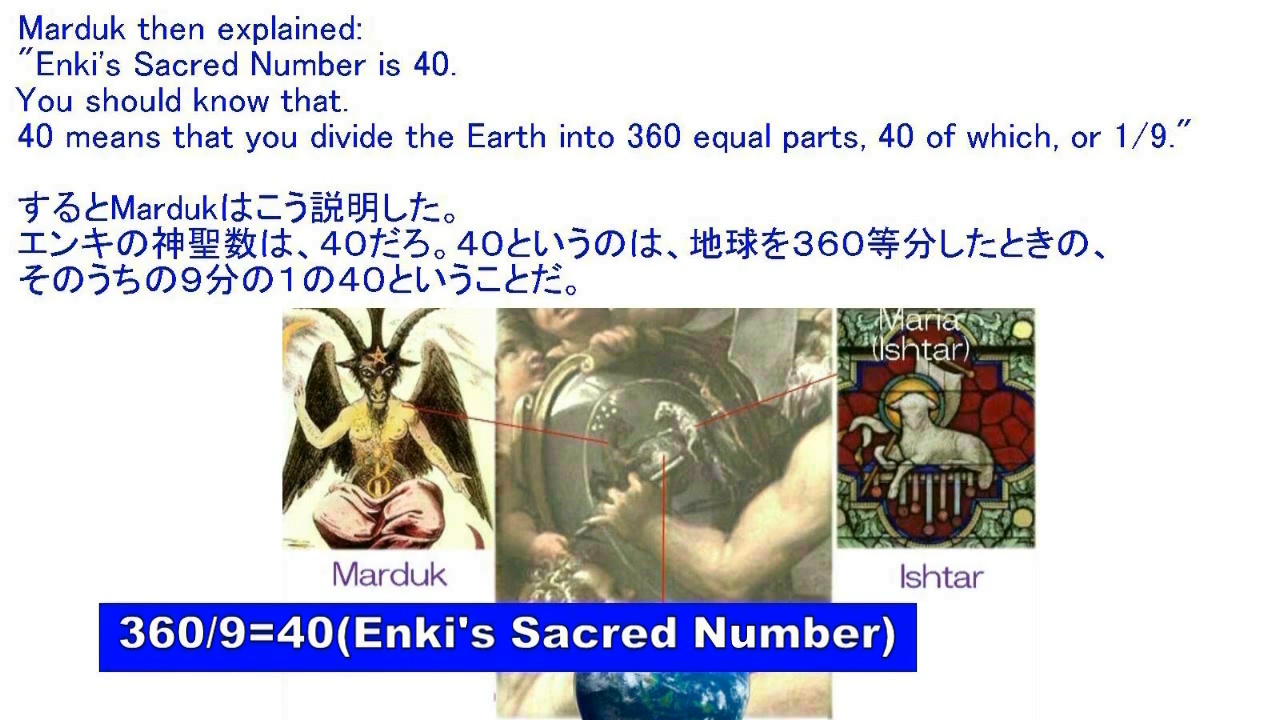 Marduk then explained:
"Enki's Sacred Number is 40.
You should know that.
40 means that you divide the Earth into 360 equal parts, 40 of which, or 1/9."
するとMardukはこう説明した。
エンキの神聖数は、４０だろ。４０というのは、地球を３６０等分したときの、
そのうちの９分の１の４０ということだ。
Maria
(Ishtar)
Marduk
Ishtar
360/9=40(Enki's Sacred Number)